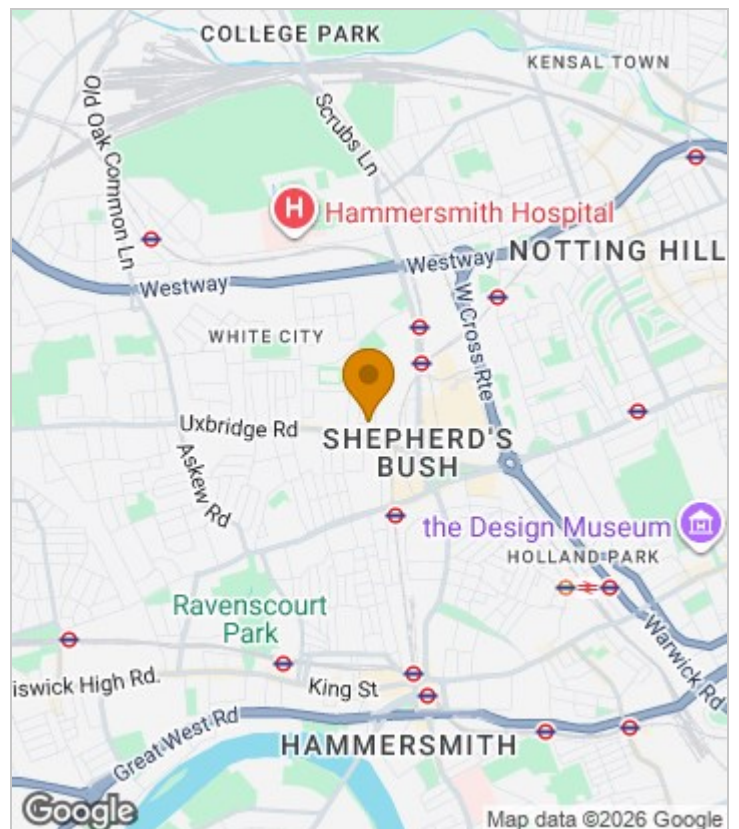 COLLEGE PARK
KENSAL TOWN
Old Oak Common Ln
Scrubs Ln
H
Hammersmith Hospital
Westway
NOTTING HILL
Westway
W Cross Rte
WHITE CITY
Uxbridge Rd
SHEPHERD'S
BUSH
Askew Rd
the Design Museum
HOLLAND PARK
Ravenscourt
Park
Warwick Rd
iswick High Rd.
King St
Great West Rd
HAMMERSMITH
Google
Map data ©2026 Google